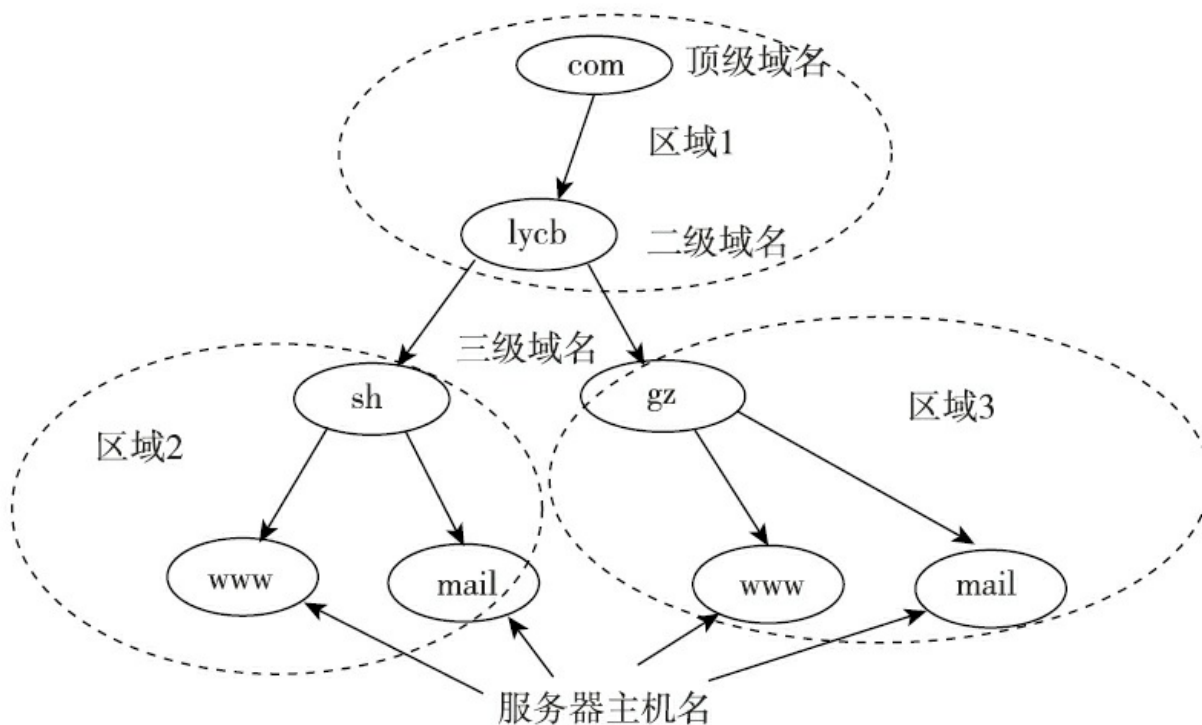 com 顶级域名
区域1
lycb 二级域名
三级域名
sh
gz
区域3
区域2
www
mail
www
mail
服务器主机名